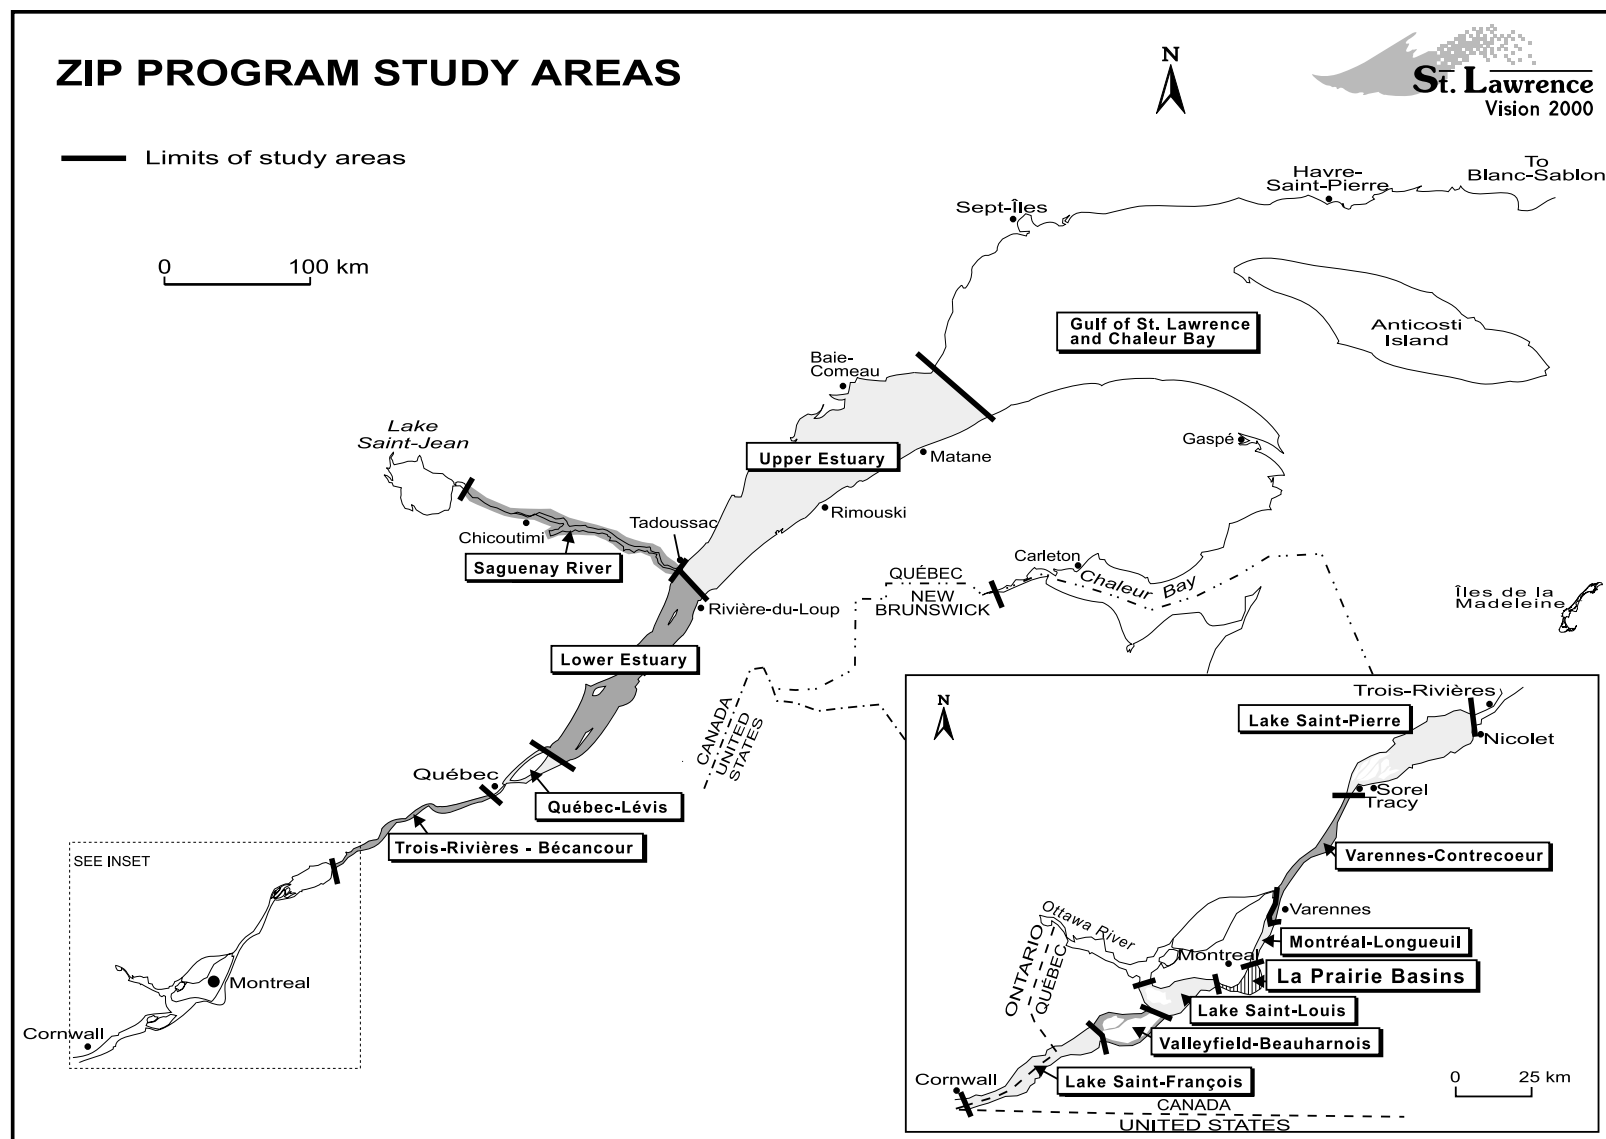 ZIP PROGRAM STUDY AREAS
N
St. Lawrence
Vision 2000
Limits of study areas
0 100 km
To
Blanc-Sablon
Havre-
Saint-Pierre
Sept-Îles
Gulf of St. Lawrence
and Chaleur Bay
Anticosti
Island
Baie-
Comeau
Lake
Saint-Jean
Upper Estuary
Matane
Gaspé
Rimouski
Tadoussac
Chicoutimi
Saguenay River
Carleton
Chaleur Bay
QUÉBEC
NEW
BRUNSWICK
Îles de la
Madeleine
Rivière-du-Loup
Lower Estuary
CANADA
UNITED
STATES
Québec
Québec-Lévis
Trois-Rivières - Bécancour
SEE INSET
Montreal
Cornwall
N
Trois-Rivières
Lake Saint-Pierre
Nicolet
Sorel
Tracy
Varennes-Contrecoeur
Varennes
Ottawa River
Montréal-Longueuil
Montreal
La Prairie Basins
ONTARIO
QUÉBEC
Lake Saint-Louis
Valleyfield-Beauharnois
Lake Saint-François
Cornwall
0 25 km
CANADA
UNITED STATES